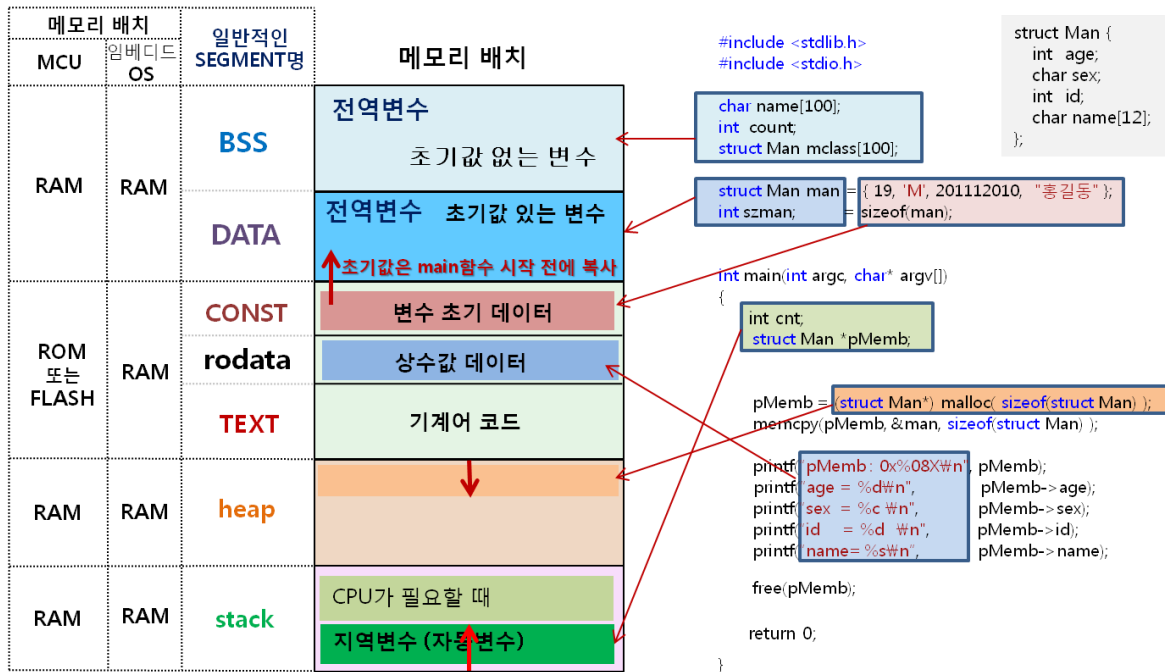 메모리 배치
MCU
임베디드
OS
일반적인
SEGMENT명
메모리 배치
RAM
RAM
BSS
전역변수
초기값 없는 변수
DATA
전역변수 초기값 있는 변수
초기값은 main함수 시작 전에 복사
ROM
또는
FLASH
RAM
CONST
변수 초기 데이터
rodata
상수값 데이터
TEXT
기계어 코드
RAM
RAM
heap
RAM
RAM
stack
CPU가 필요할 때
지역변수 (자동변수)
#include <stdlib.h>
#include <stdio.h>
struct Man {
int age;
char sex;
int id;
char name[12];
};
char name[100];
int count;
struct Man mclass[100];
struct Man man = { 19, 'M', 201112010, "홍길동" };
int szman; = sizeof(man);
int main(int argc, char* argv[])
{
int cnt;
struct Man *pMemb;
pMemb = (struct Man*) malloc( sizeof(struct Man) );
memcpy(pMemb, &man, sizeof(struct Man) );
printf("pMemb: 0x%08X₩n", pMemb);
printf("age = %d₩n", pMemb->age);
printf("sex = %c ₩n", pMemb->sex);
printf("id = %d ₩n", pMemb->id);
printf("name= %s₩n", pMemb->name);
free(pMemb);
return 0;
}